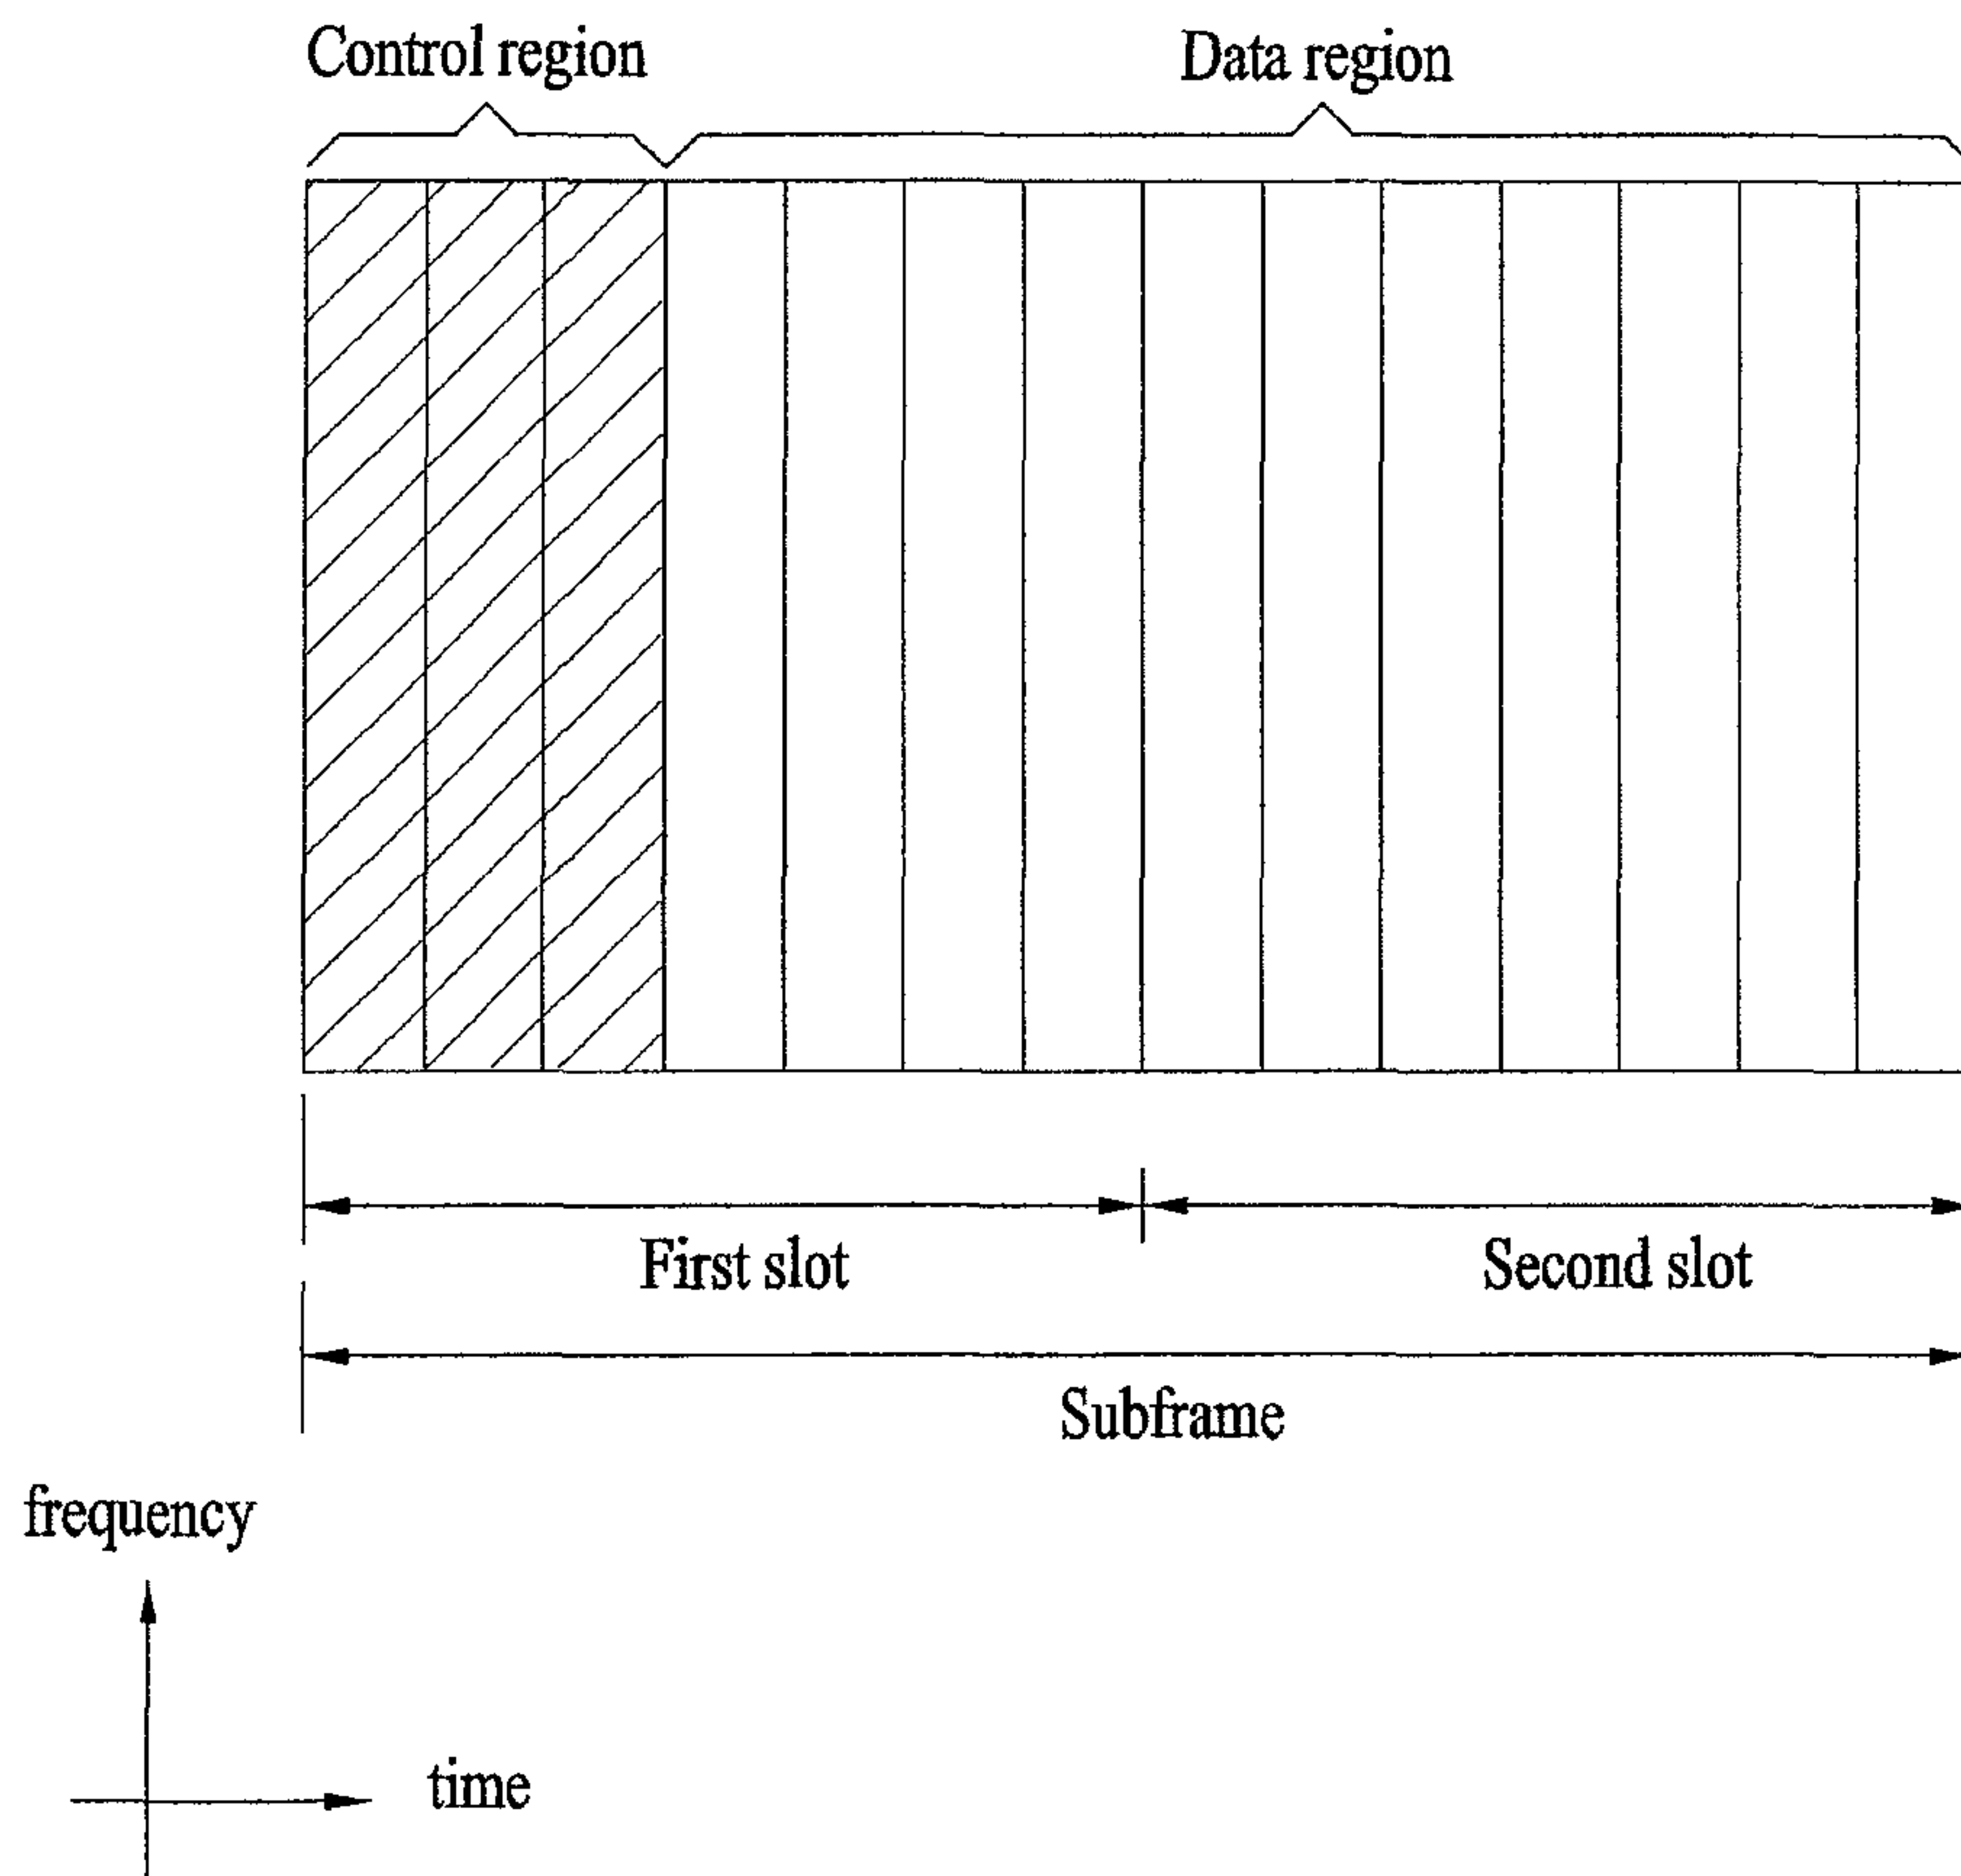 Control region
Data region
First slot
Second slot
Subframe
frequency
time